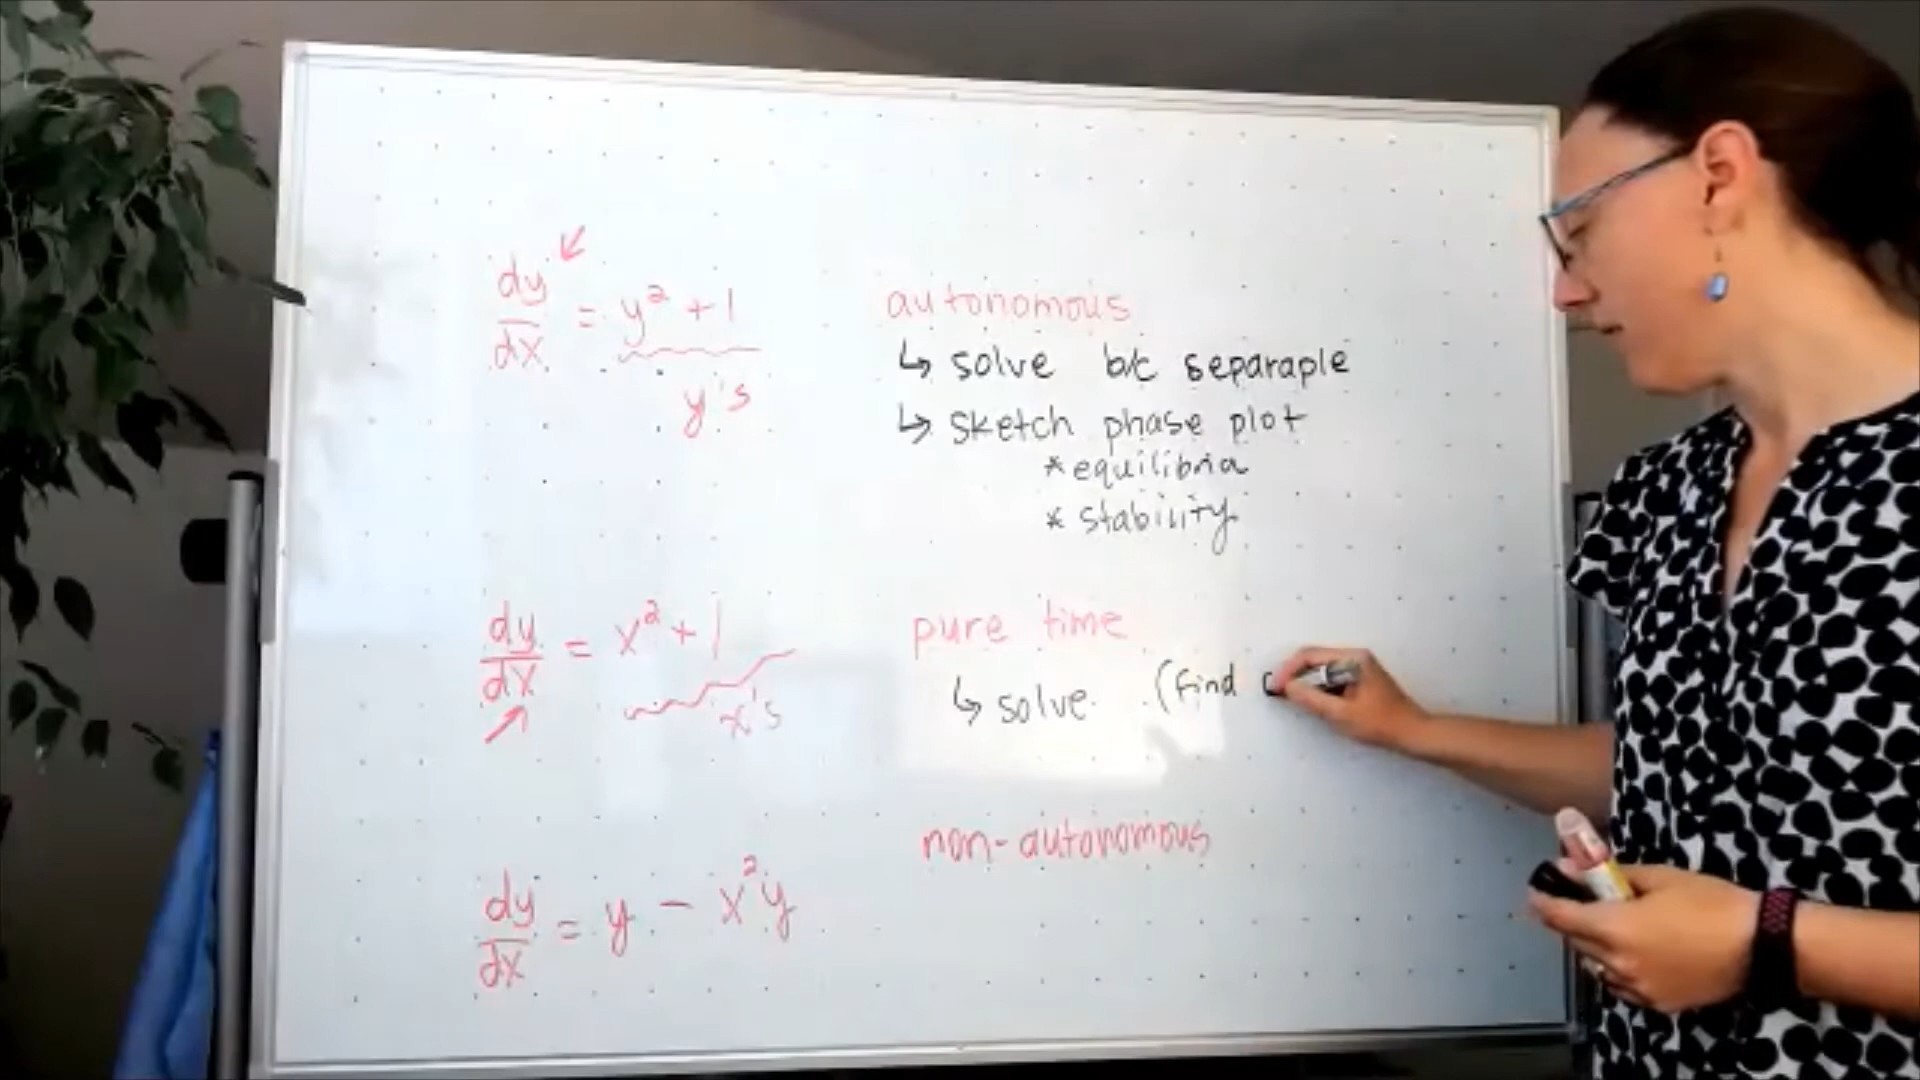 dy/dx = y² + 1
y's
autonomous
↳ solve b/c separaple
↳ sketch phase plot
* equilibria
* stability
dy/dx = x² + 1
x's
pure time
↳ solve (find
non-autonomous
dy/dx = y - x²y